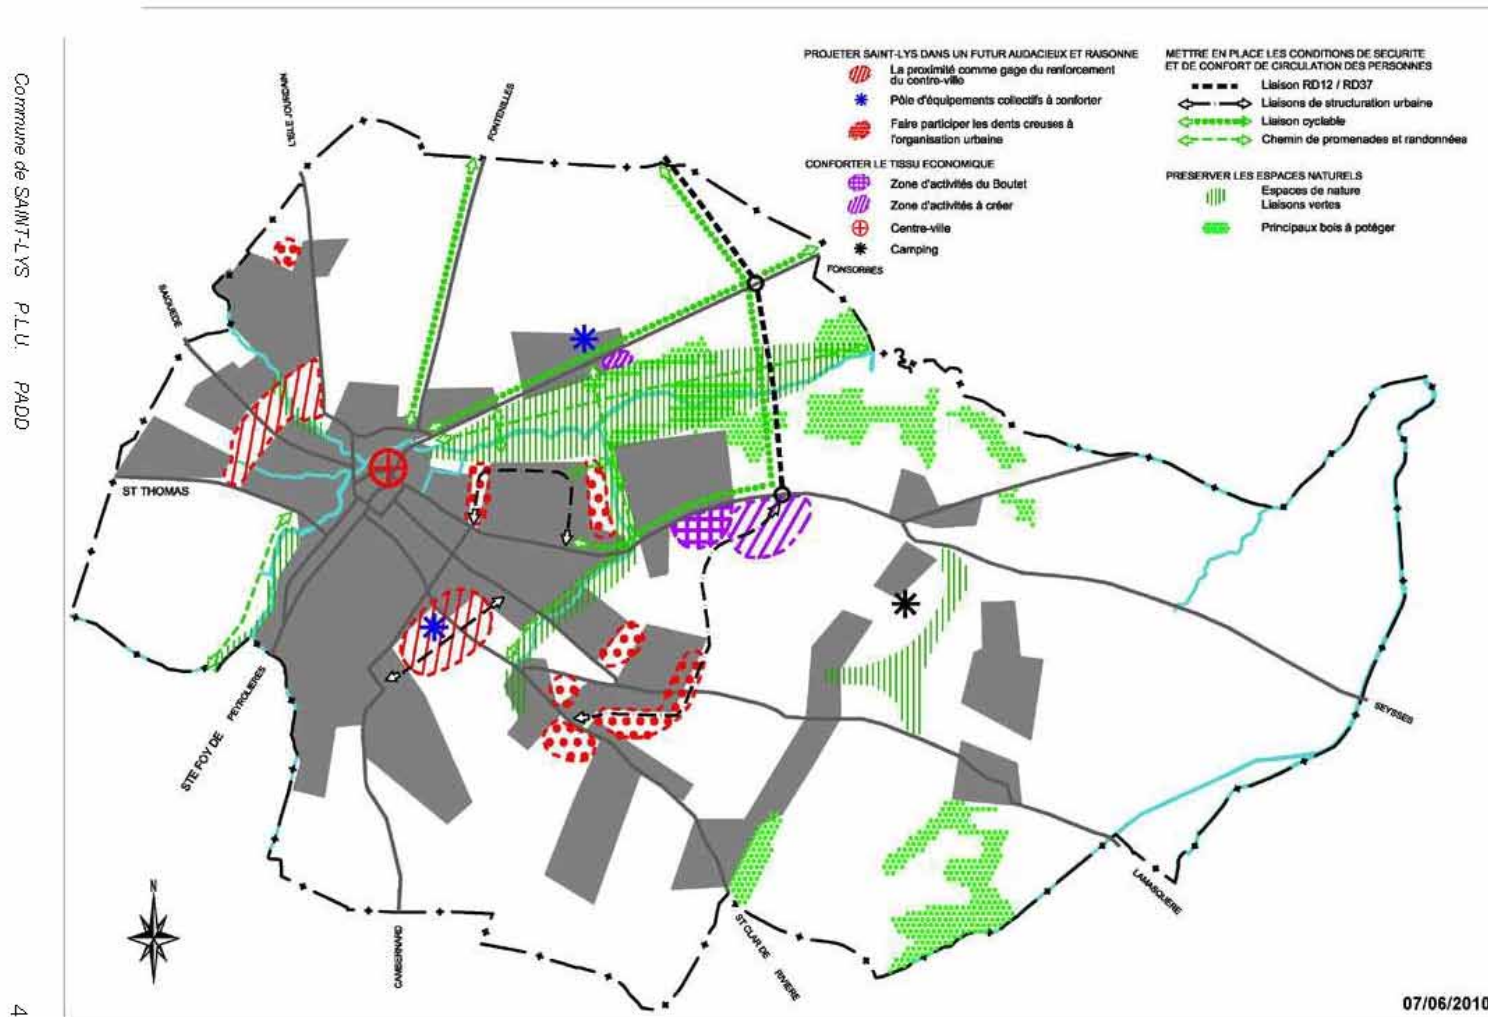 Commune de SAINT-LYS P.L.U. PADD
4
PROJETER SAINT-LYS DANS UN FUTUR AUDACIEUX ET RAISONNE
La proximité comme gage du renforcement
du centre-ville
Pôle d'équipements collectifs à conforter
Faire participer les dents creuses à
l'organisation urbaine
CONFORTER LE TISSU ECONOMIQUE
Zone d'activités du Boutet
Zone d'activités à créer
Centre-ville
Camping
METTRE EN PLACE LES CONDITIONS DE SECURITE
ET DE CONFORT DE CIRCULATION DES PERSONNES
Liaison RD12 / RD37
Liaisons de structuration urbaine
Liaison cyclable
Chemin de promenades et randonnées
PRESERVER LES ESPACES NATURELS
Espaces de nature
Liaisons vertes
Principaux bois à potéger
L'ISLE JOURDAIN
FONTENILLES
FONSORBES
SAIGUEDE
ST THOMAS
STE FOY DE PEYROLIERES
CAMBERNARD
ST CLAR DE RIVIERE
LAMASQUERE
SEYSSES
N
07/06/2010